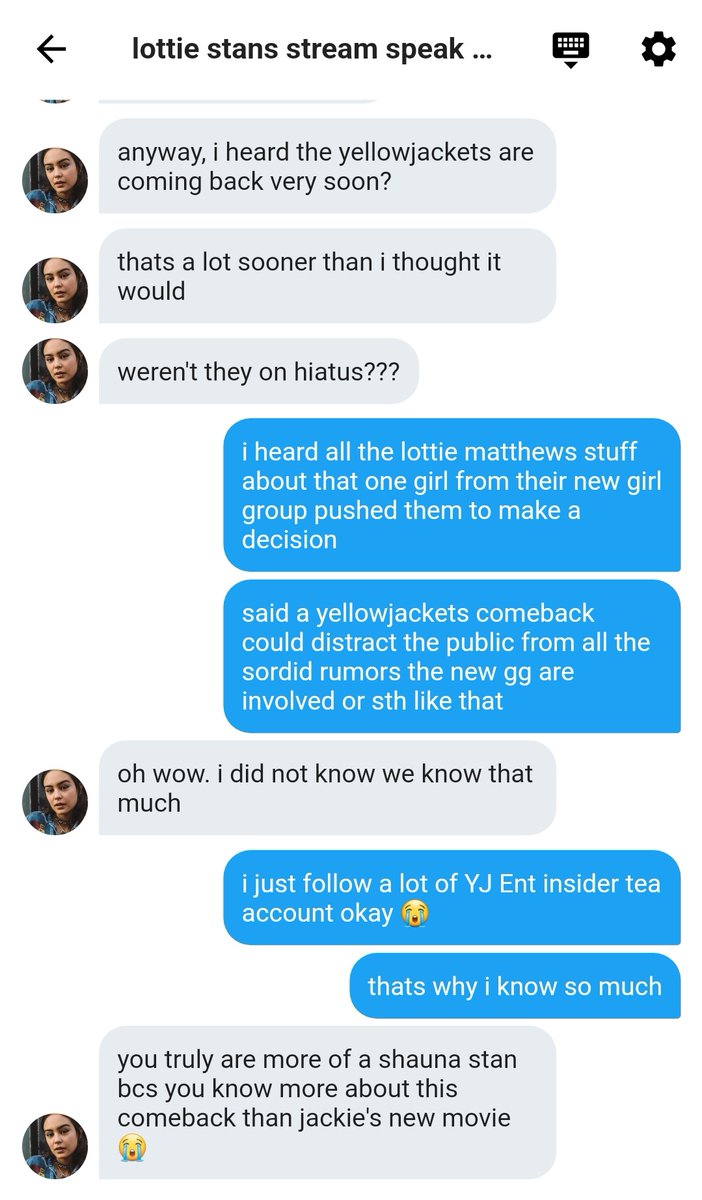 lottie stans stream speak ...
anyway, i heard the yellowjackets are
coming back very soon?
thats a lot sooner than i thought it
would
weren't they on hiatus???
i heard all the lottie matthews stuff
about that one girl from their new girl
group pushed them to make a
decision
said a yellowjackets comeback
could distract the public from all the
sordid rumors the new gg are
involved or sth like that
oh wow. i did not know we know that
much
i just follow a lot of YJ Ent insider tea
account okay 😭
thats why i know so much
you truly are more of a shauna stan
bcs you know more about this
comeback than jackie's new movie
😭